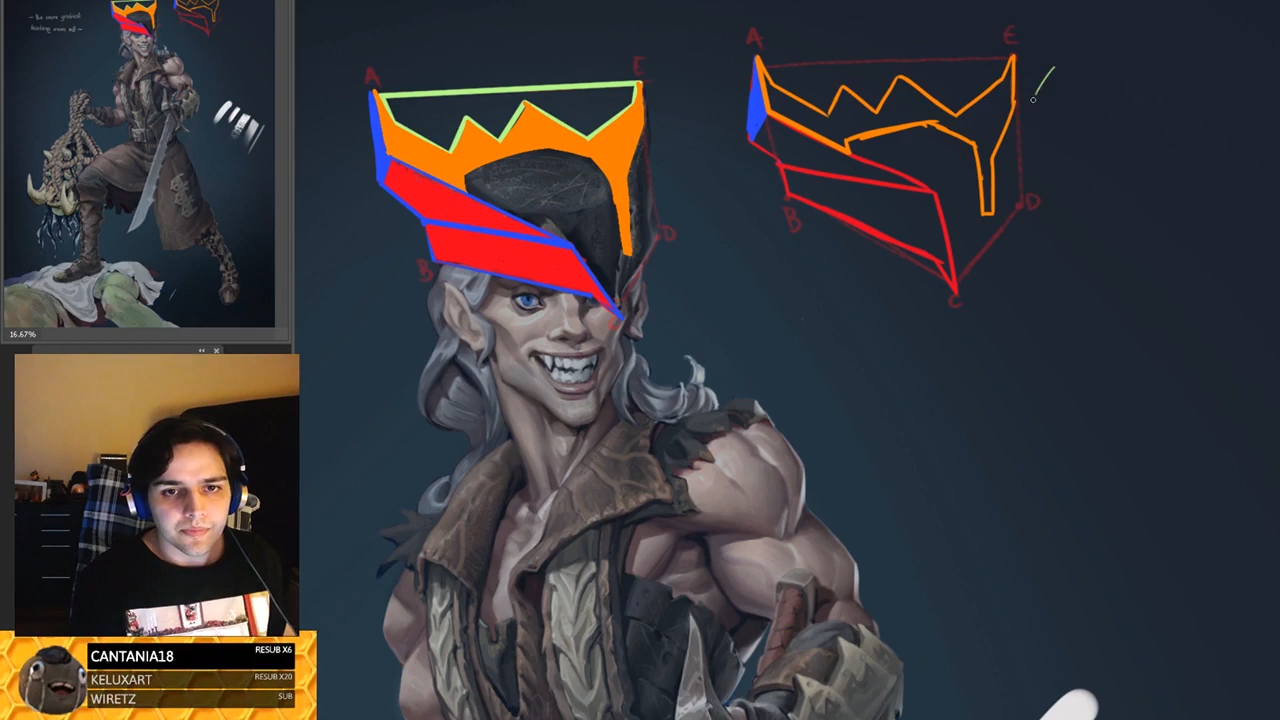 16.67%
A
E
B
D
A
E
B
D
C
CANTANIA18 RESUB X6
KELUXART RESUB X20
WIRETZ SUB